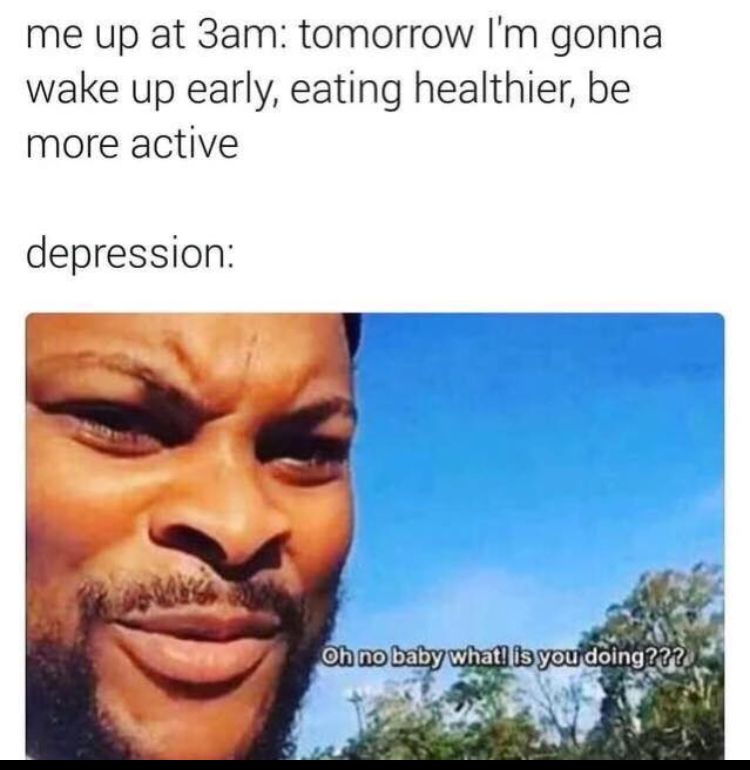 me up at 3am: tomorrow I'm gonna
wake up early, eating healthier, be
more active
depression:
Oh no baby what! is you doing???